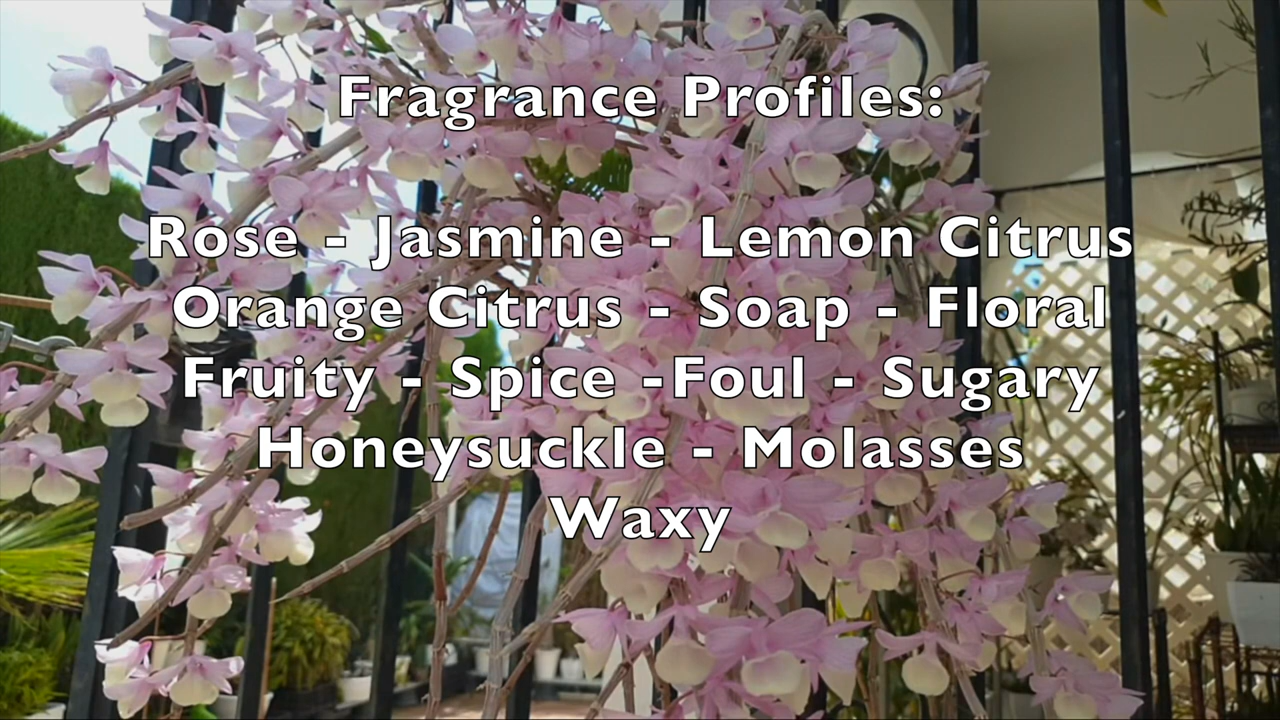 Fragrance Profiles:
Rose - Jasmine - Lemon Citrus
Orange Citrus - Soap - Floral
Fruity - Spice -Foul - Sugary
Honeysuckle - Molasses
Waxy